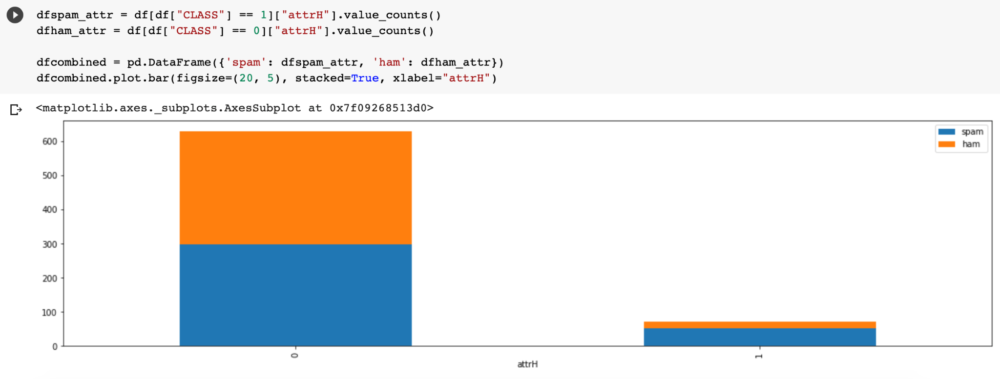 dfspam_attr = df[df["CLASS"] == 1]["attrH"].value_counts()
dfham_attr = df[df["CLASS"] == 0]["attrH"].value_counts()
dfcombined = pd.DataFrame({'spam': dfspam_attr, 'ham': dfham_attr})
dfcombined.plot.bar(figsize=(20, 5), stacked=True, xlabel="attrH")
<matplotlib.axes._subplots.AxesSubplot at 0x7f09268513d0>
spam
ham
600
500
400
300
200
100
0
0
1
attrH